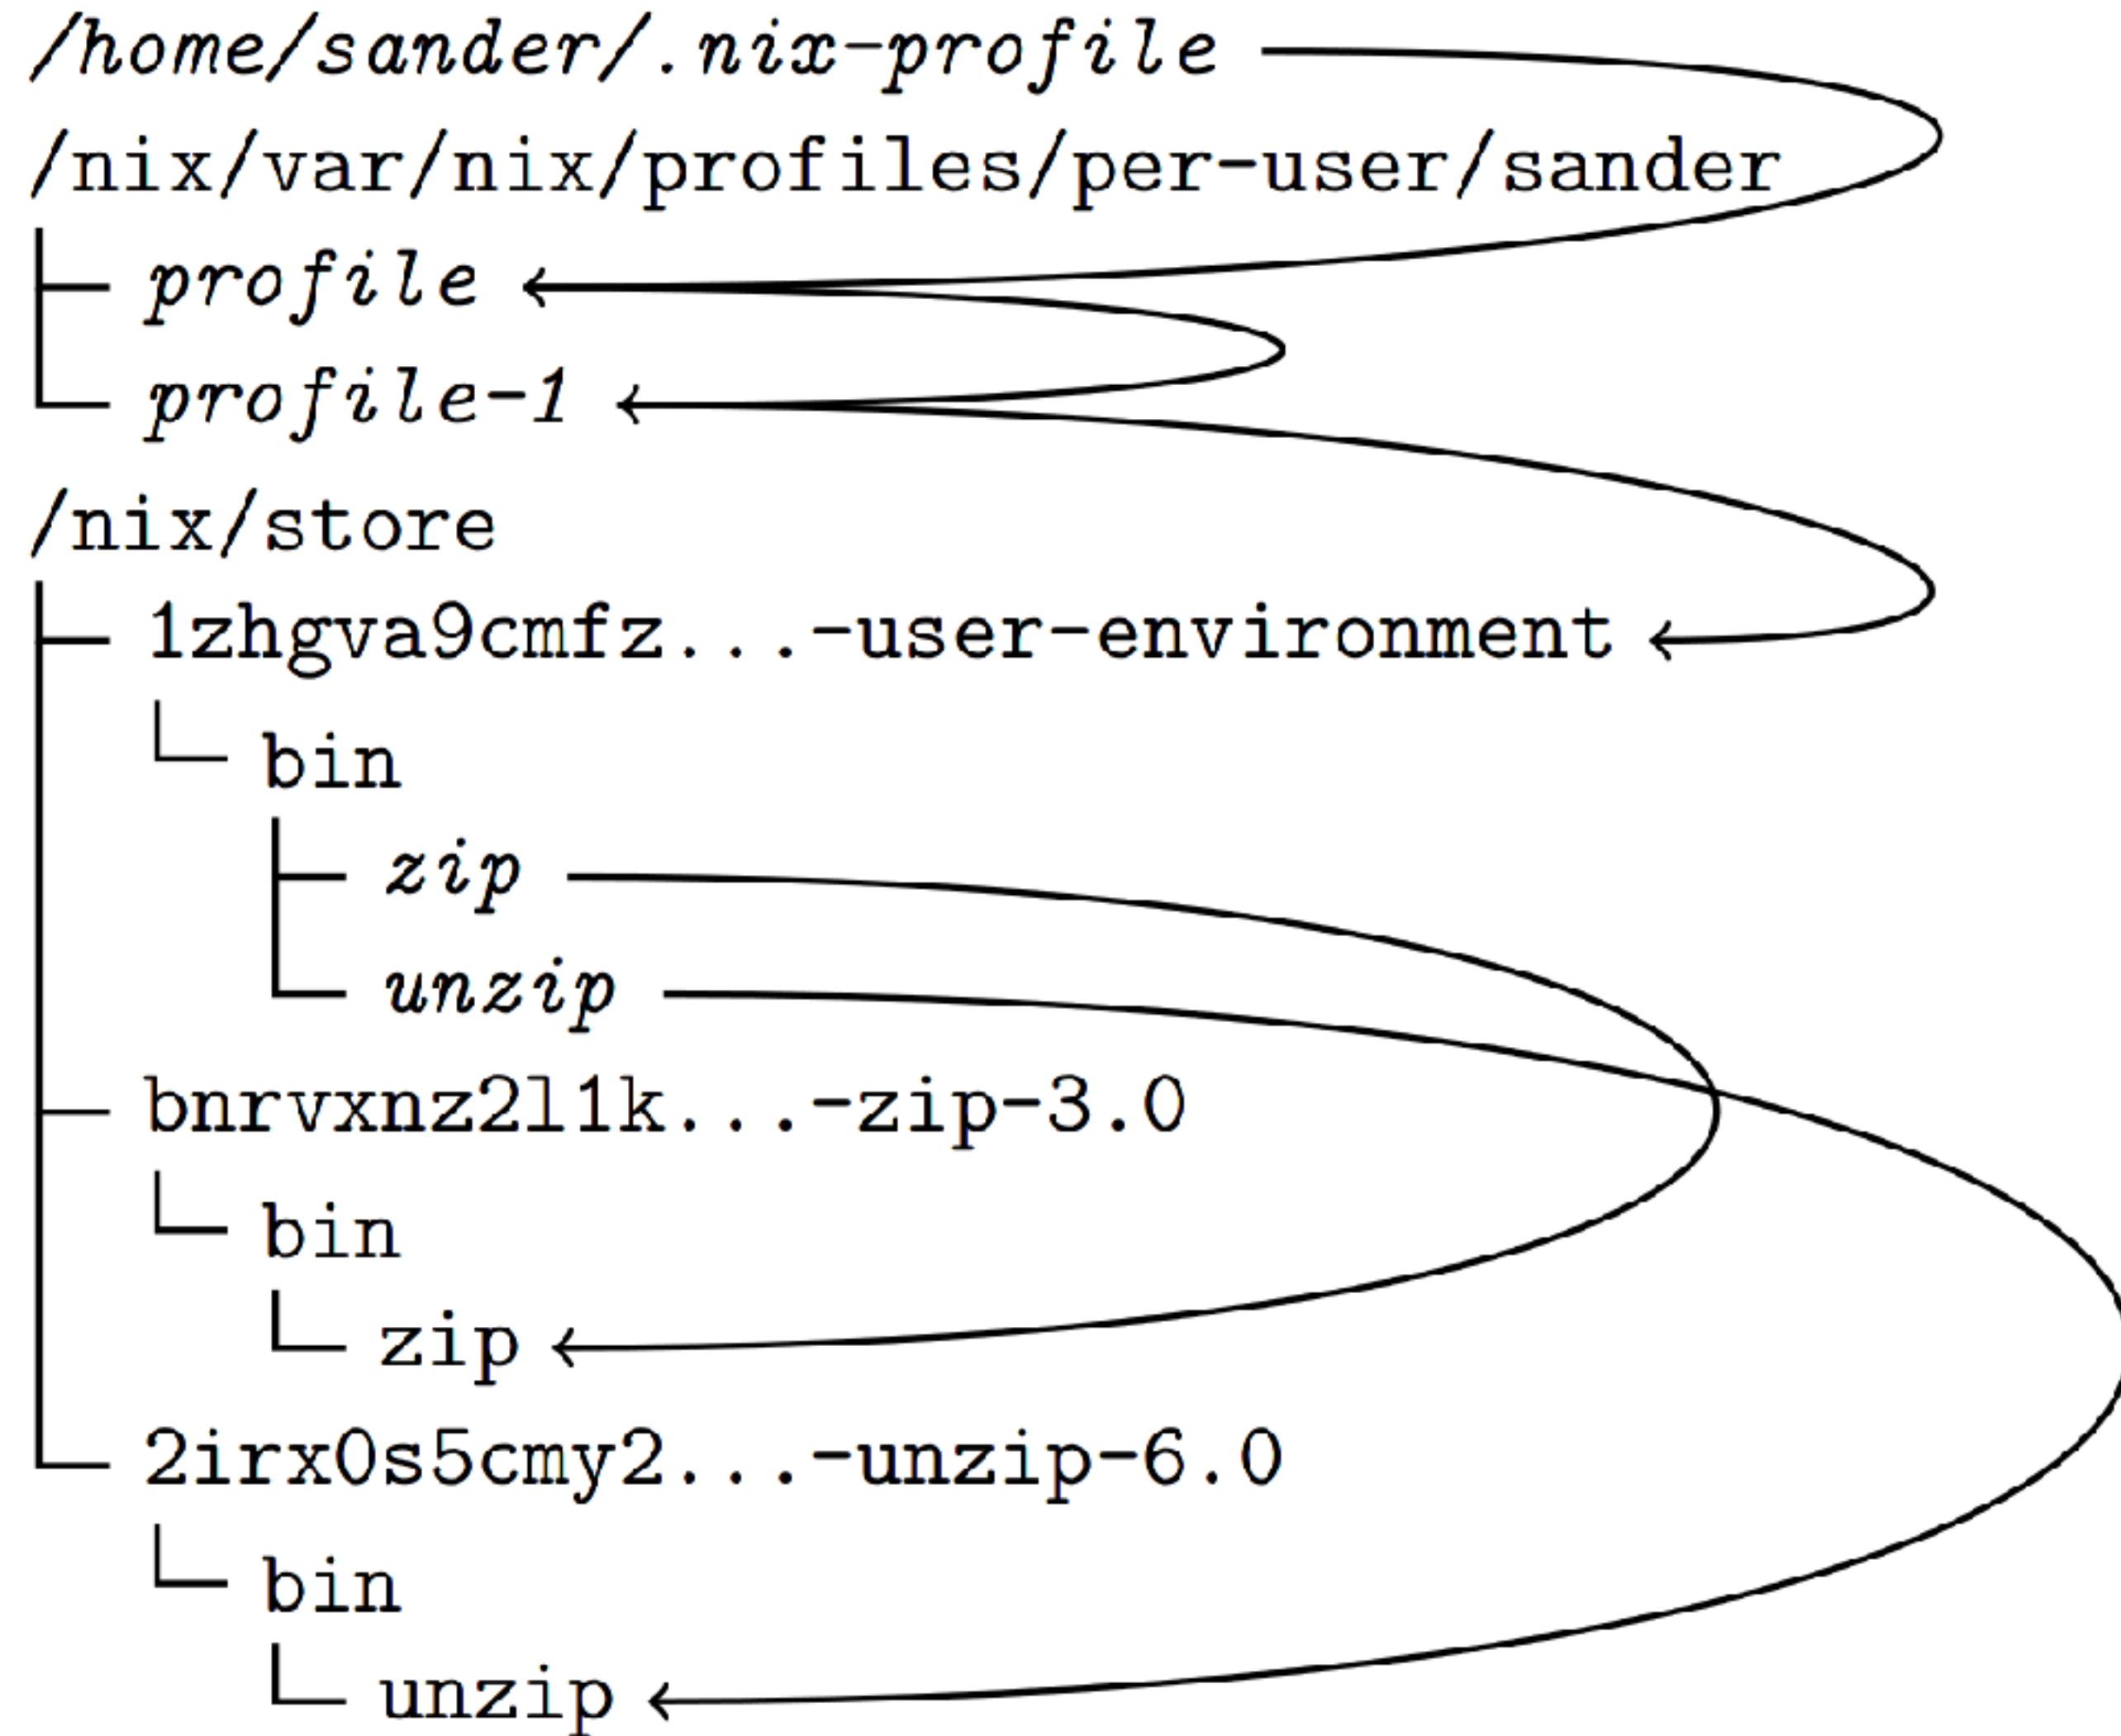 /home/sander/.nix-profile
/nix/var/nix/profiles/per-user/sander
profile
profile-1
/nix/store
1zhgva9cmfz...-user-environment
bin
zip
unzip
bnrvxnz2l1k...-zip-3.0
bin
zip
2irx0s5cmy2...-unzip-6.0
bin
unzip